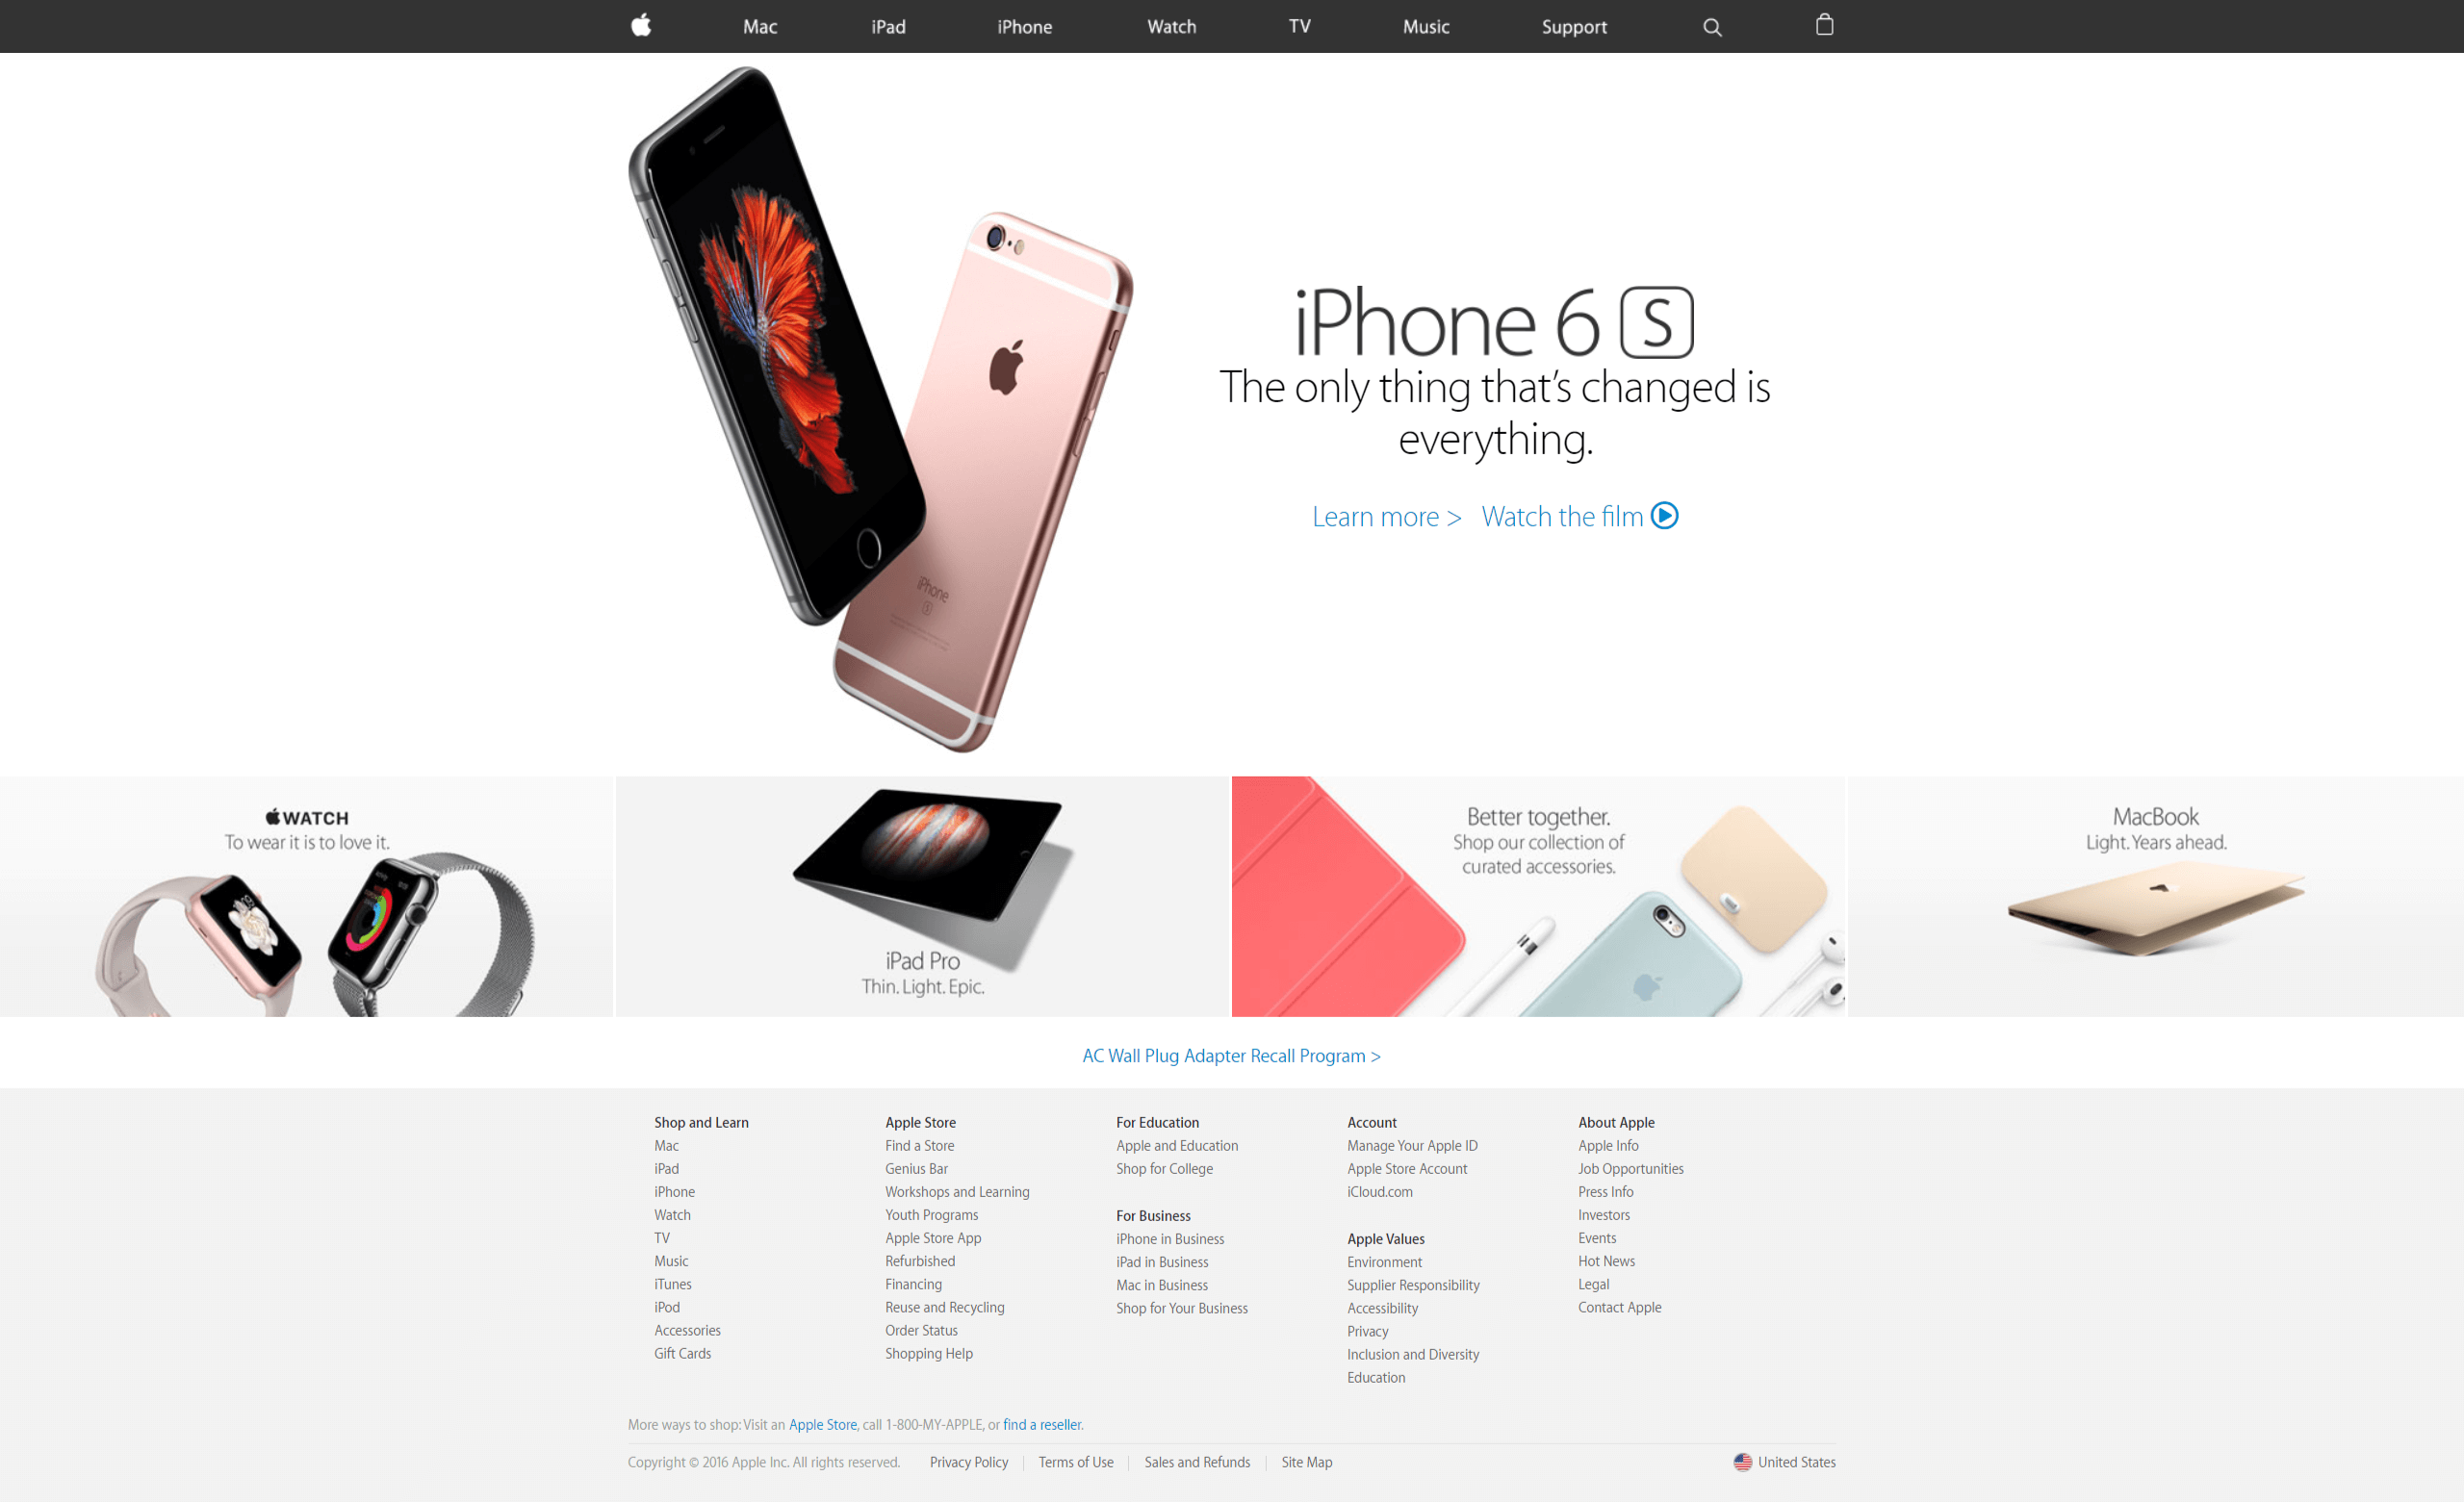 Mac
iPad
iPhone
Watch
TV
Music
Support
iPhone 6 S
The only thing that's changed is
everything.
Learn more > Watch the film
iPhone
S
WATCH
To wear it is to love it.
iPad Pro
Thin. Light. Epic.
Better together.
Shop our collection of
curated accessories.
MacBook
Light. Years ahead.
AC Wall Plug Adapter Recall Program >
Shop and Learn
Mac
iPad
iPhone
Watch
TV
Music
iTunes
iPod
Accessories
Gift Cards
Apple Store
Find a Store
Genius Bar
Workshops and Learning
Youth Programs
Apple Store App
Refurbished
Financing
Reuse and Recycling
Order Status
Shopping Help
For Education
Apple and Education
Shop for College
For Business
iPhone in Business
iPad in Business
Mac in Business
Shop for Your Business
Account
Manage Your Apple ID
Apple Store Account
iCloud.com
Apple Values
Environment
Supplier Responsibility
Accessibility
Privacy
Inclusion and Diversity
Education
About Apple
Apple Info
Job Opportunities
Press Info
Investors
Events
Hot News
Legal
Contact Apple
More ways to shop: Visit an Apple Store, call 1-800-MY-APPLE, or find a reseller.
Copyright © 2016 Apple Inc. All rights reserved. Privacy Policy | Terms of Use | Sales and Refunds | Site Map
United States